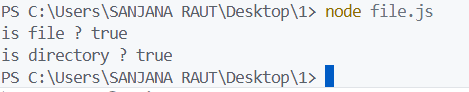 PS C:\Users\SANJANA RAUT\Desktop\1> node file.js
is file ? true
is directory ? true
PS C:\Users\SANJANA RAUT\Desktop\1>